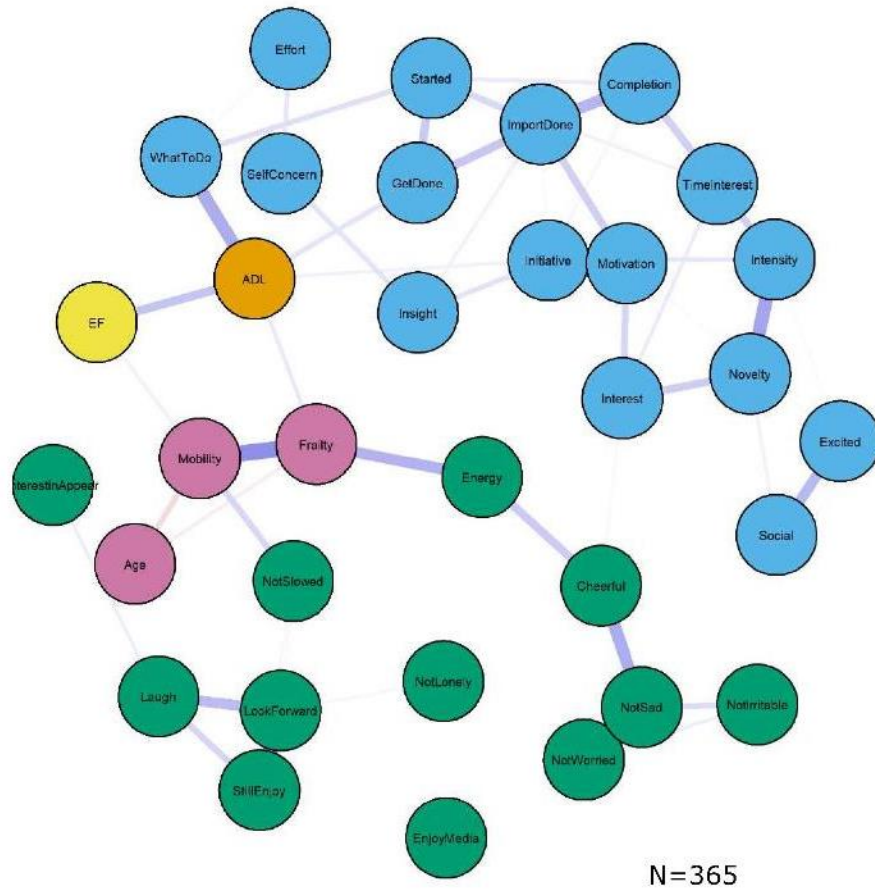 Effort
Started
Completion
ImportDone
WhatToDo
SelfConcern
GetDone
TimeInterest
ADL
Initiative
Motivation
Intensity
EF
Insight
Interest
Novelty
Excited
Mobility
Frailty
Energy
nterestinAppear
Social
Age
NotSlowed
Cheerful
Laugh
LookForward
NotLonely
NotSad
NotIrritable
NotWorried
StillEnjoy
EnjoyMedia
N=365